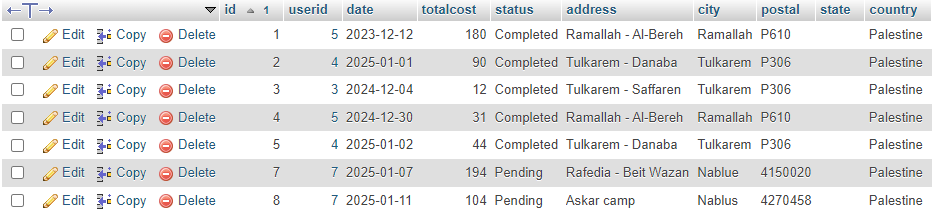 id 1 userid date totalcost status address city postal state country
Edit Copy Delete 1 5 2023-12-12 180 Completed Ramallah - Al-Bereh Ramallah P610 Palestine
Edit Copy Delete 2 4 2025-01-01 90 Completed Tulkarem - Danaba Tulkarem P306 Palestine
Edit Copy Delete 3 3 2024-12-04 12 Completed Tulkarem - Saffaren Tulkarem P306 Palestine
Edit Copy Delete 4 5 2024-12-30 31 Completed Ramallah - Al-Bereh Ramallah P610 Palestine
Edit Copy Delete 5 4 2025-01-02 44 Completed Tulkarem - Danaba Tulkarem P306 Palestine
Edit Copy Delete 7 7 2025-01-07 194 Pending Rafedia - Beit Wazan Nablue 4150020 Palestine
Edit Copy Delete 8 7 2025-01-11 104 Pending Askar camp Nablus 4270458 Palestine